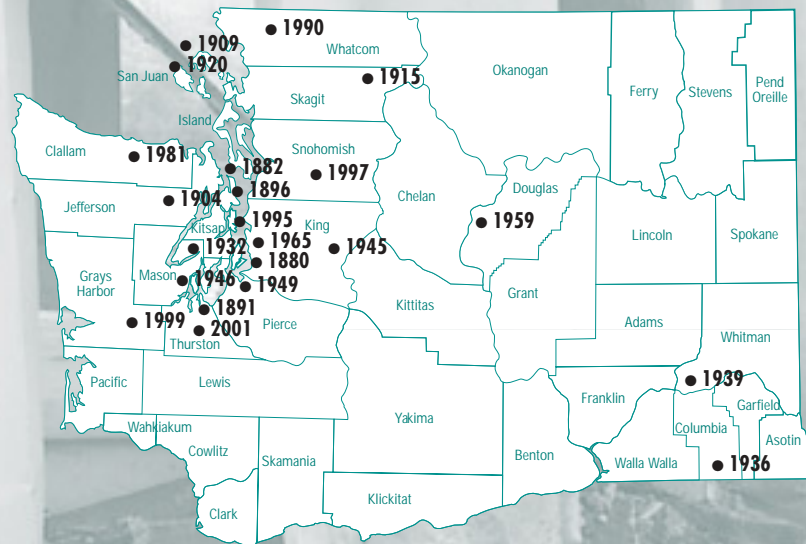 1990
1909
Whatcom
1920
San Juan
1915
Okanogan
Ferry
Stevens
Pend
Oreille
Skagit
Island
Clallam
1981
Snohomish
1882
1997
1896
Chelan
Douglas
Jefferson
1904
Kitsap
1995
King
1959
Lincoln
Spokane
1932
1965
1945
1880
Grays
Harbor
Mason
1946
1949
Kittitas
Grant
1891
1999
2001
Pierce
Thurston
Adams
Whitman
Pacific
Lewis
1939
Franklin
Garfield
Wahkiakum
Yakima
Columbia
Asotin
Cowlitz
Skamania
Benton
Walla Walla
1936
Klickitat
Clark